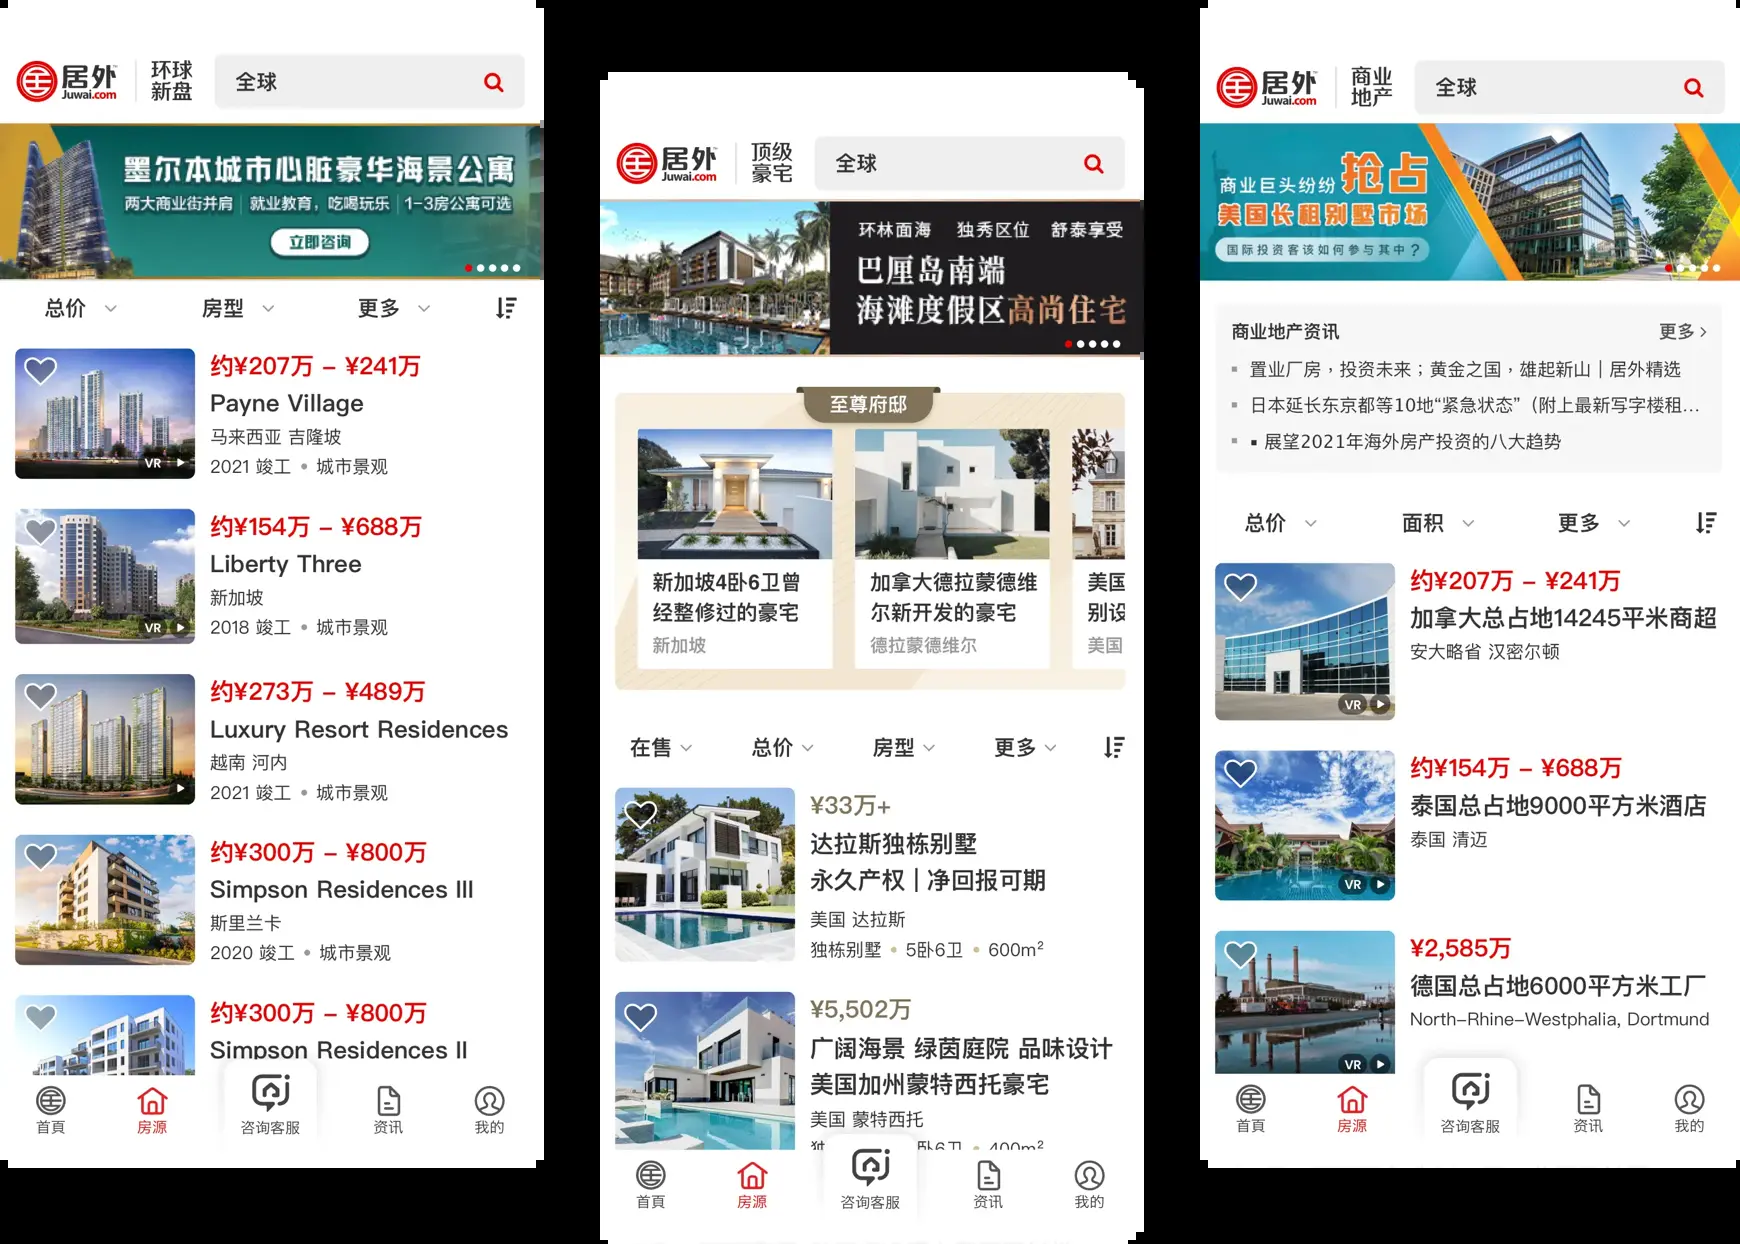 居外
Juwai.com
环球
新盘
全球
墨尔本城市心脏豪华海景公寓
两大商业街并肩 | 就业教育，吃喝玩乐 | 1-3房公寓可选
立即咨询
总价
房型
更多
约¥207万 – ¥241万
Payne Village
马来西亚 吉隆坡
2021 竣工 • 城市景观
VR
约¥154万 – ¥688万
Liberty Three
新加坡
2018 竣工 • 城市景观
VR
约¥273万 – ¥489万
Luxury Resort Residences
越南 河内
2021 竣工 • 城市景观
约¥300万 – ¥800万
Simpson Residences III
斯里兰卡
2020 竣工 • 城市景观
约¥300万 – ¥800万
Simpson Residences II
首頁
房源
咨询客服
资讯
我的
居外
Juwai.com
顶级
豪宅
全球
环林面海 独秀区位 舒泰享受
巴厘岛南端
海滩度假区高尚住宅
至尊府邸
新加坡4卧6卫曾
经整修过的豪宅
新加坡
加拿大德拉蒙德维
尔新开发的豪宅
德拉蒙德维尔
美国
别设
美国
在售
总价
房型
更多
¥33万+
达拉斯独栋别墅
永久产权 | 净回报可期
美国 达拉斯
独栋别墅 • 5卧6卫 • 600m²
¥5,502万
广阔海景 绿茵庭院 品味设计
美国加州蒙特西托豪宅
美国 蒙特西托
首頁
房源
咨询客服
资讯
我的
居外
Juwai.com
商业
地产
全球
商业巨头纷纷 抢占
美国长租别墅市场
国际投资客该如何参与其中？
商业地产资讯
更多
置业厂房，投资未来；黄金之国，雄起新山 | 居外精选
日本延长东京都等10地“紧急状态”（附上最新写字楼租...
▪ 展望2021年海外房产投资的八大趋势
总价
面积
更多
约¥207万 – ¥241万
加拿大总占地14245平米商超
安大略省 汉密尔顿
VR
约¥154万 – ¥688万
泰国总占地9000平方米酒店
泰国 清迈
VR
¥2,585万
德国总占地6000平方米工厂
North–Rhine–Westphalia, Dortmund
VR
首頁
房源
咨询客服
资讯
我的